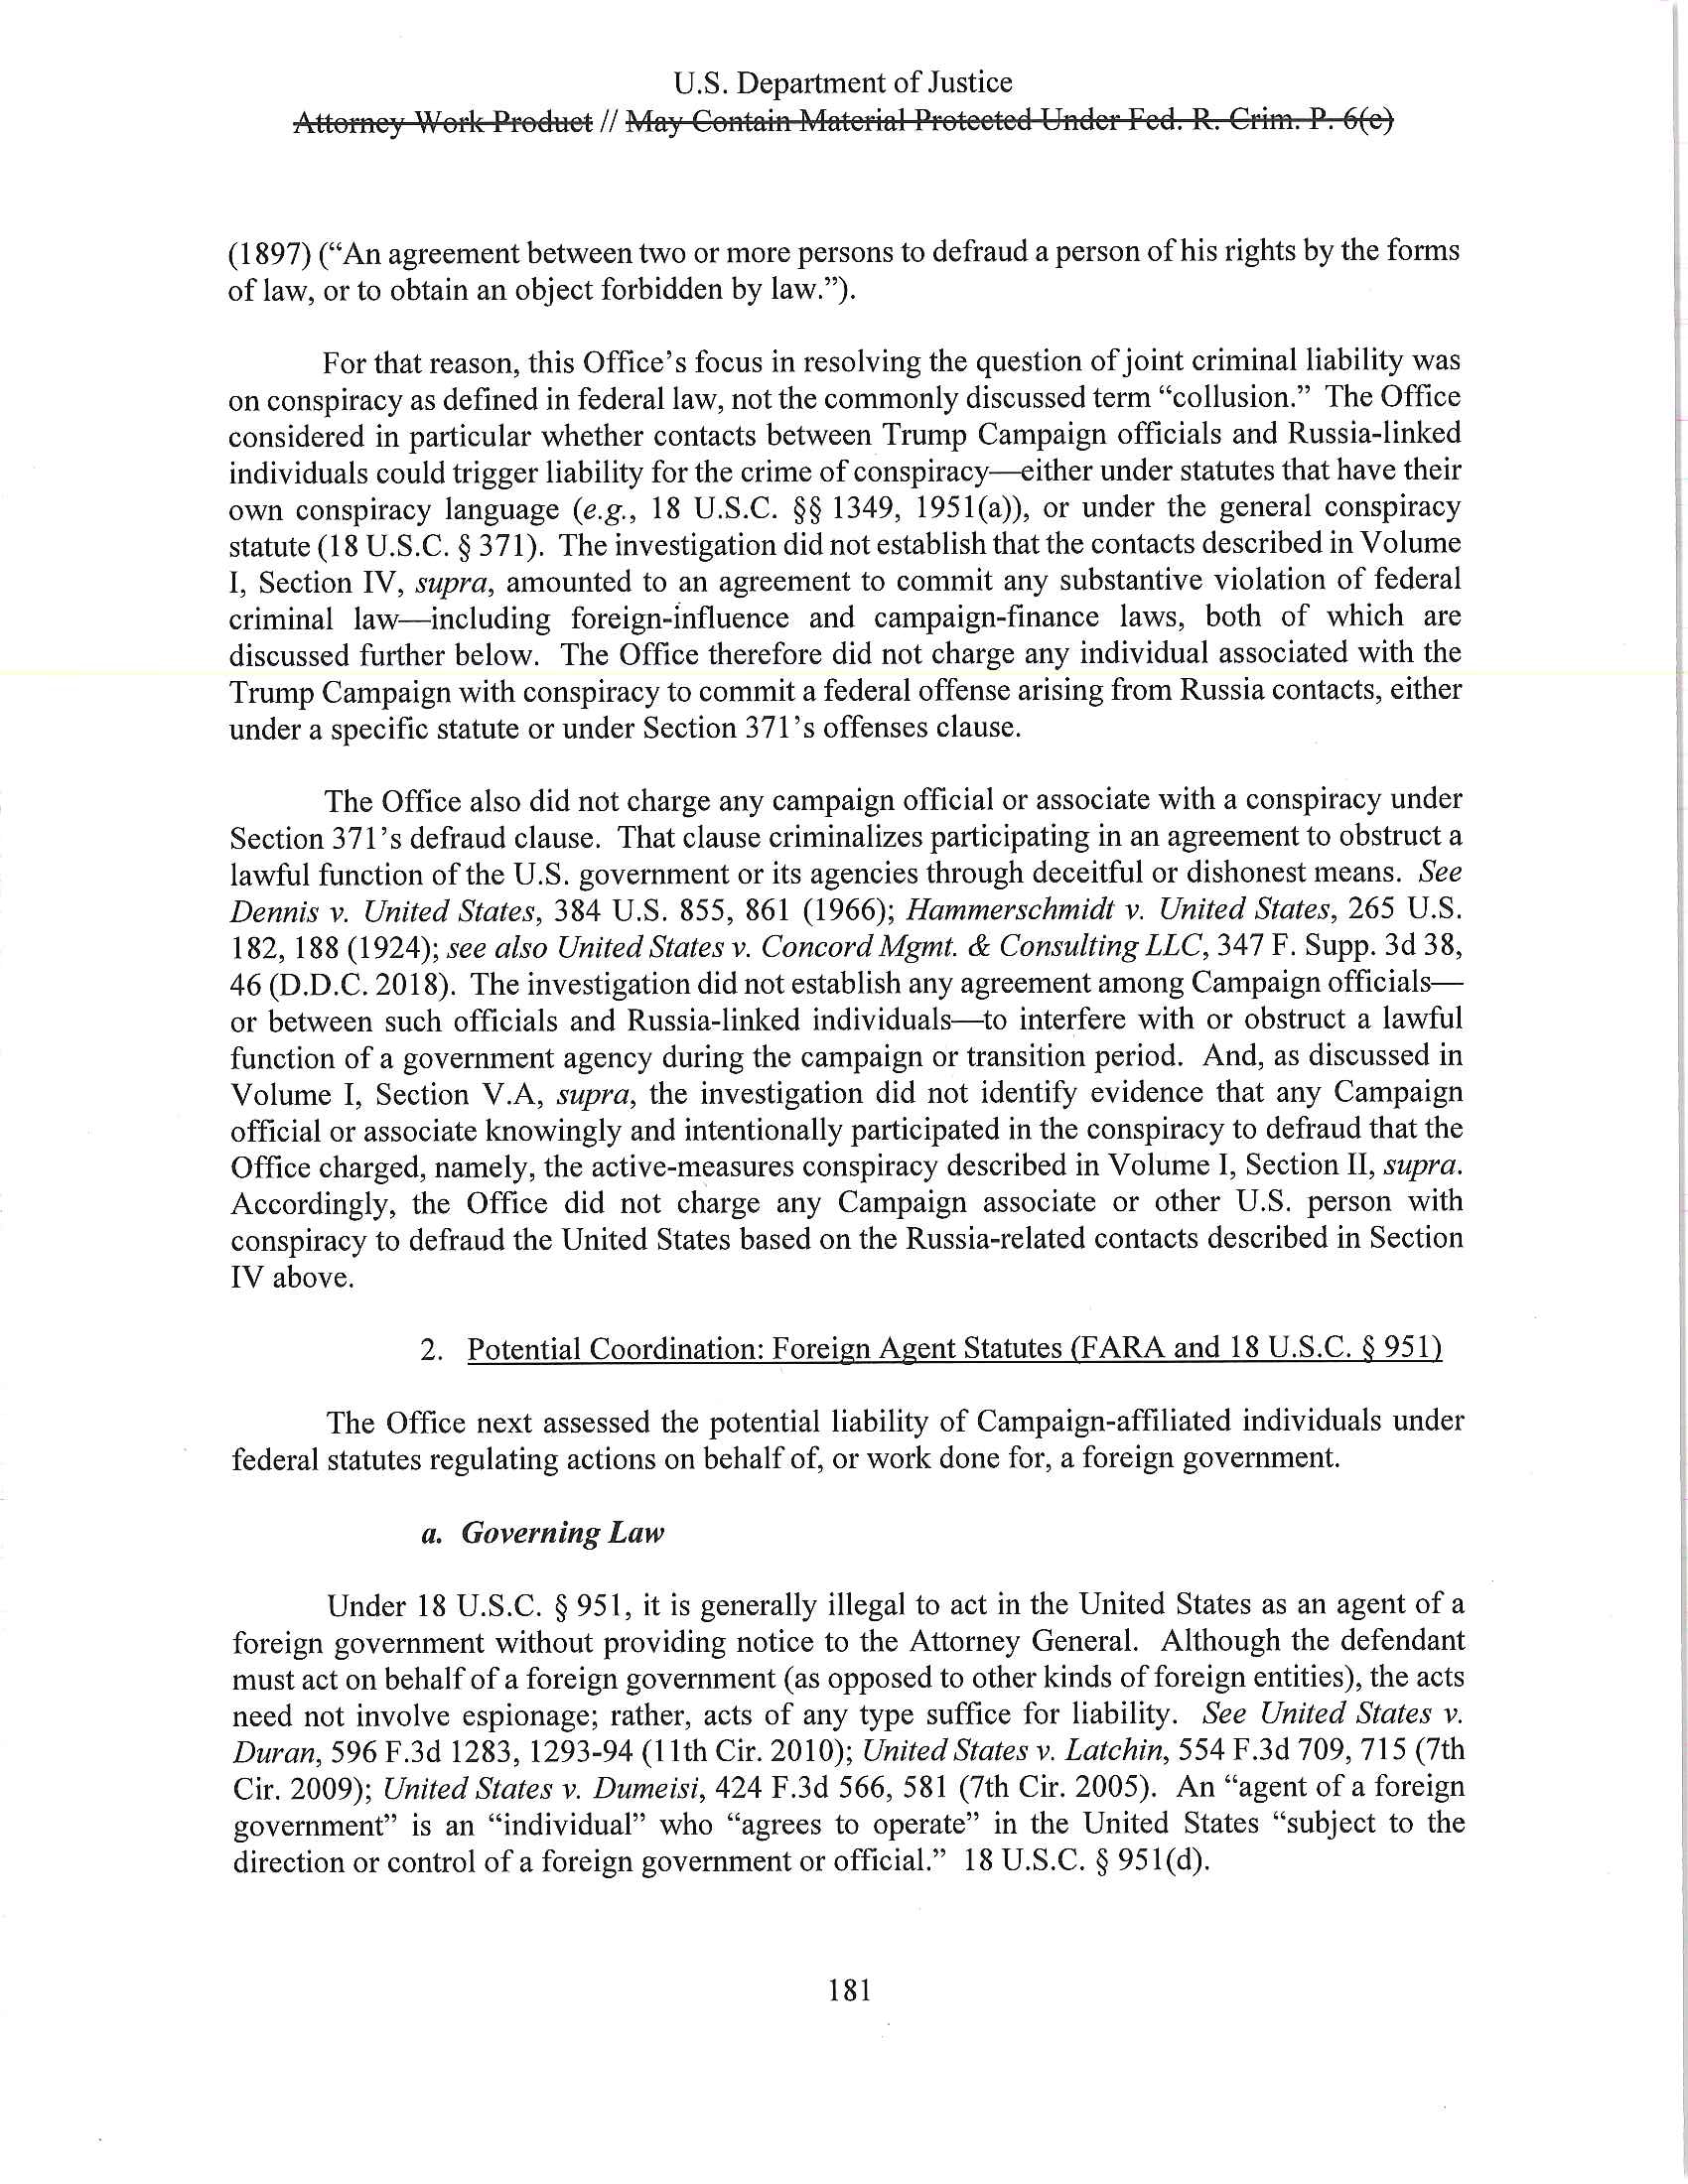 U.S. Department of Justice
Attorney Work Product // May Contain Material Protected Under Fed. R. Crim. P. 6(e)
(1897) (“An agreement between two or more persons to defraud a person of his rights by the forms
of law, or to obtain an object forbidden by law.”).
For that reason, this Office’s focus in resolving the question of joint criminal liability was
on conspiracy as defined in federal law, not the commonly discussed term “collusion.” The Office
considered in particular whether contacts between Trump Campaign officials and Russia-linked
individuals could trigger liability for the crime of conspiracy—either under statutes that have their
own conspiracy language (e.g., 18 U.S.C. §§ 1349, 1951(a)), or under the general conspiracy
statute (18 U.S.C. § 371). The investigation did not establish that the contacts described in Volume
I, Section IV, supra, amounted to an agreement to commit any substantive violation of federal
criminal law—including foreign-influence and campaign-finance laws, both of which are
discussed further below. The Office therefore did not charge any individual associated with the
Trump Campaign with conspiracy to commit a federal offense arising from Russia contacts, either
under a specific statute or under Section 371’s offenses clause.
The Office also did not charge any campaign official or associate with a conspiracy under
Section 371’s defraud clause. That clause criminalizes participating in an agreement to obstruct a
lawful function of the U.S. government or its agencies through deceitful or dishonest means. See
Dennis v. United States, 384 U.S. 855, 861 (1966); Hammerschmidt v. United States, 265 U.S.
182, 188 (1924); see also United States v. Concord Mgmt. & Consulting LLC, 347 F. Supp. 3d 38,
46 (D.D.C. 2018). The investigation did not establish any agreement among Campaign officials—
or between such officials and Russia-linked individuals—to interfere with or obstruct a lawful
function of a government agency during the campaign or transition period. And, as discussed in
Volume I, Section V.A, supra, the investigation did not identify evidence that any Campaign
official or associate knowingly and intentionally participated in the conspiracy to defraud that the
Office charged, namely, the active-measures conspiracy described in Volume I, Section II, supra.
Accordingly, the Office did not charge any Campaign associate or other U.S. person with
conspiracy to defraud the United States based on the Russia-related contacts described in Section
IV above.
2. Potential Coordination: Foreign Agent Statutes (FARA and 18 U.S.C. § 951)
The Office next assessed the potential liability of Campaign-affiliated individuals under
federal statutes regulating actions on behalf of, or work done for, a foreign government.
a. Governing Law
Under 18 U.S.C. § 951, it is generally illegal to act in the United States as an agent of a
foreign government without providing notice to the Attorney General. Although the defendant
must act on behalf of a foreign government (as opposed to other kinds of foreign entities), the acts
need not involve espionage; rather, acts of any type suffice for liability. See United States v.
Duran, 596 F.3d 1283, 1293-94 (11th Cir. 2010); United States v. Latchin, 554 F.3d 709, 715 (7th
Cir. 2009); United States v. Dumeisi, 424 F.3d 566, 581 (7th Cir. 2005). An “agent of a foreign
government” is an “individual” who “agrees to operate” in the United States “subject to the
direction or control of a foreign government or official.” 18 U.S.C. § 951(d).
181